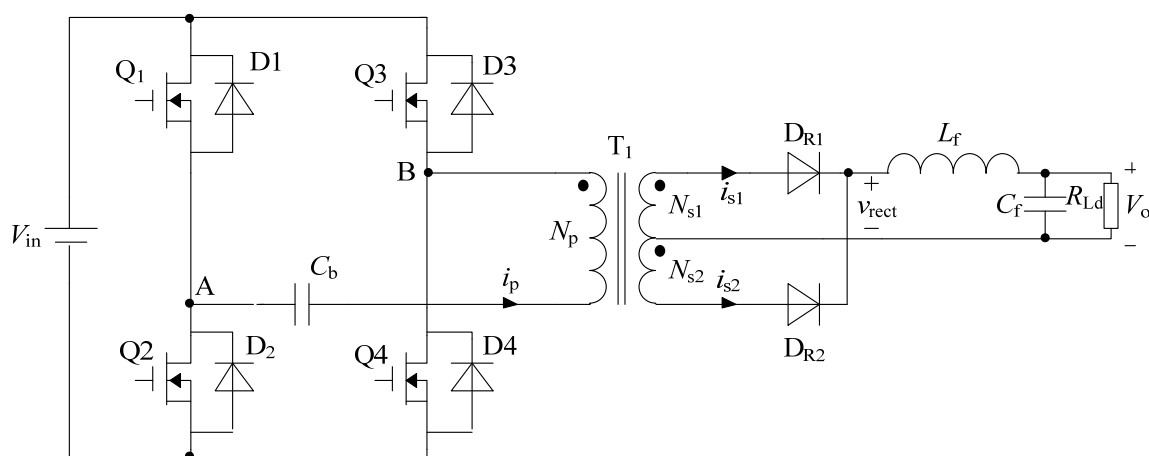 Q1 D1 Q3 D3
T1 DR1 Lf
B
Np Ns1 is1 + vrect − Cf RLd + Vo −
Vin
A Cb ip Ns2 is2
DR2
Q2 D2 Q4 D4